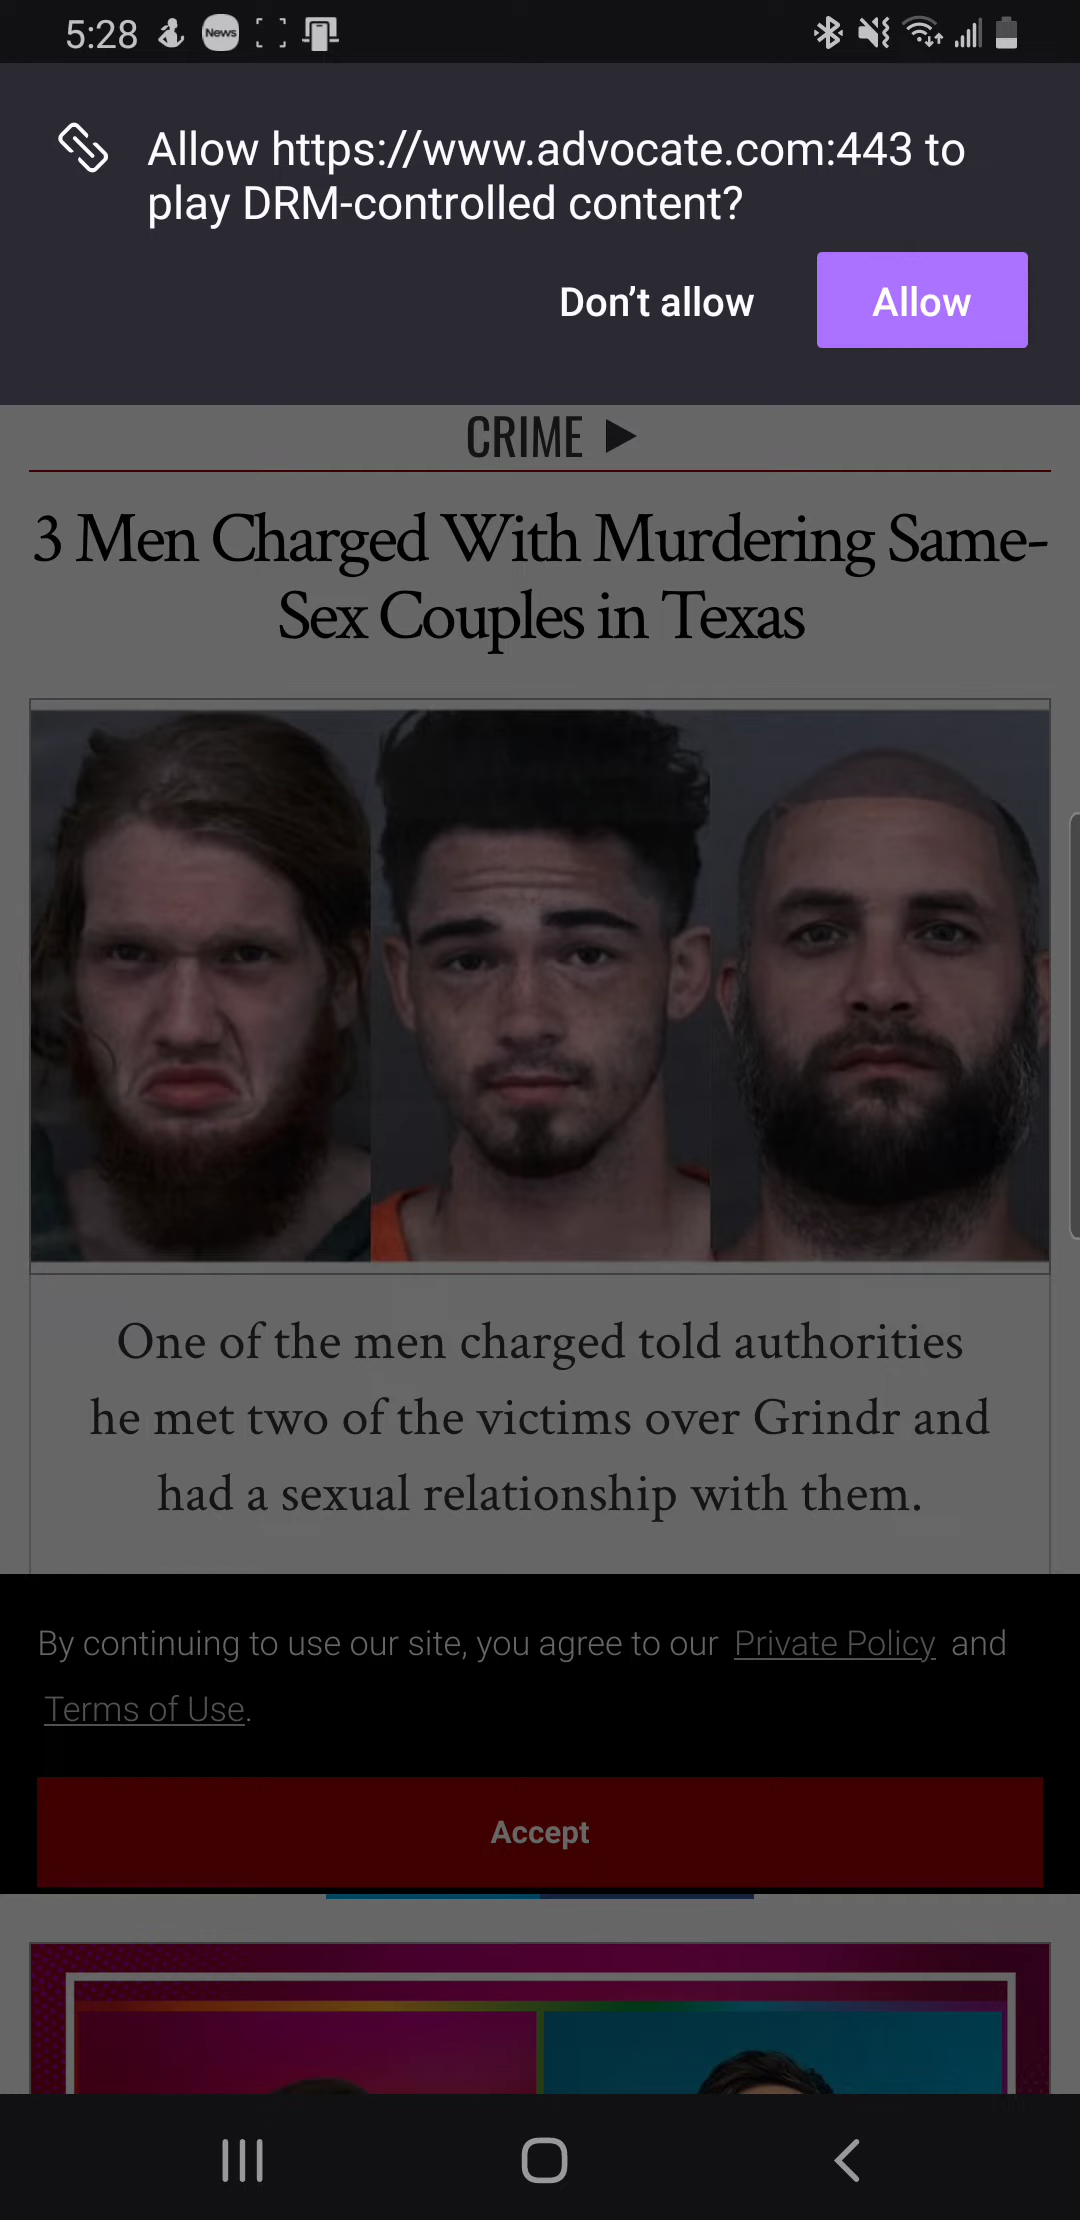 5:28
News
Allow https://www.advocate.com:443 to
play DRM-controlled content?
Don’t allow
Allow
CRIME
3 Men Charged With Murdering Same-
Sex Couples in Texas
One of the men charged told authorities
he met two of the victims over Grindr and
had a sexual relationship with them.
By continuing to use our site, you agree to our Private Policy and
Terms of Use.
Accept